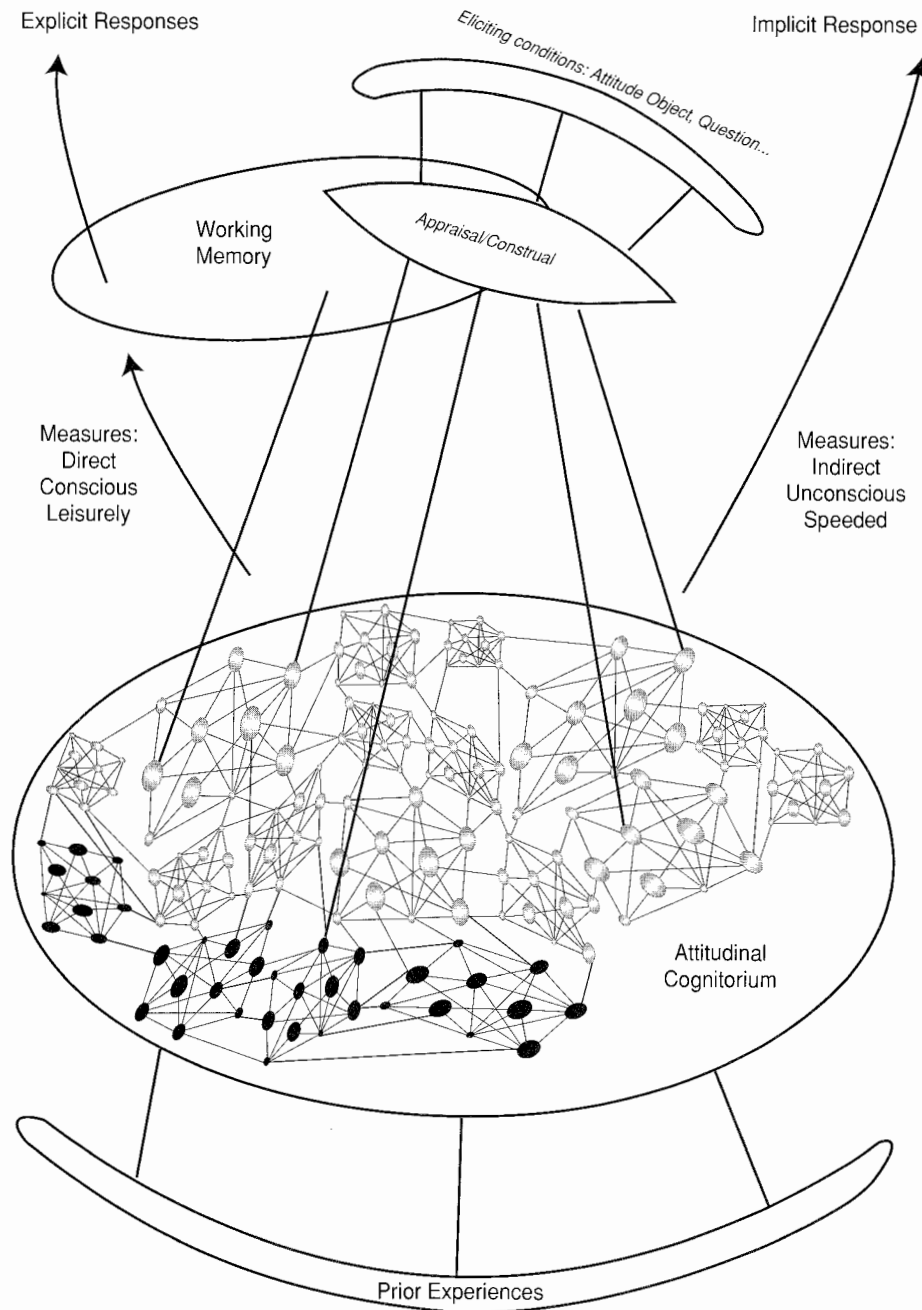 Explicit Responses
Implicit Response
Eliciting conditions: Attitude Object, Question...
Working
Memory
Appraisal/Construal
Measures:
Direct
Conscious
Leisurely
Measures:
Indirect
Unconscious
Speeded
Attitudinal
Cognitorium
Prior Experiences